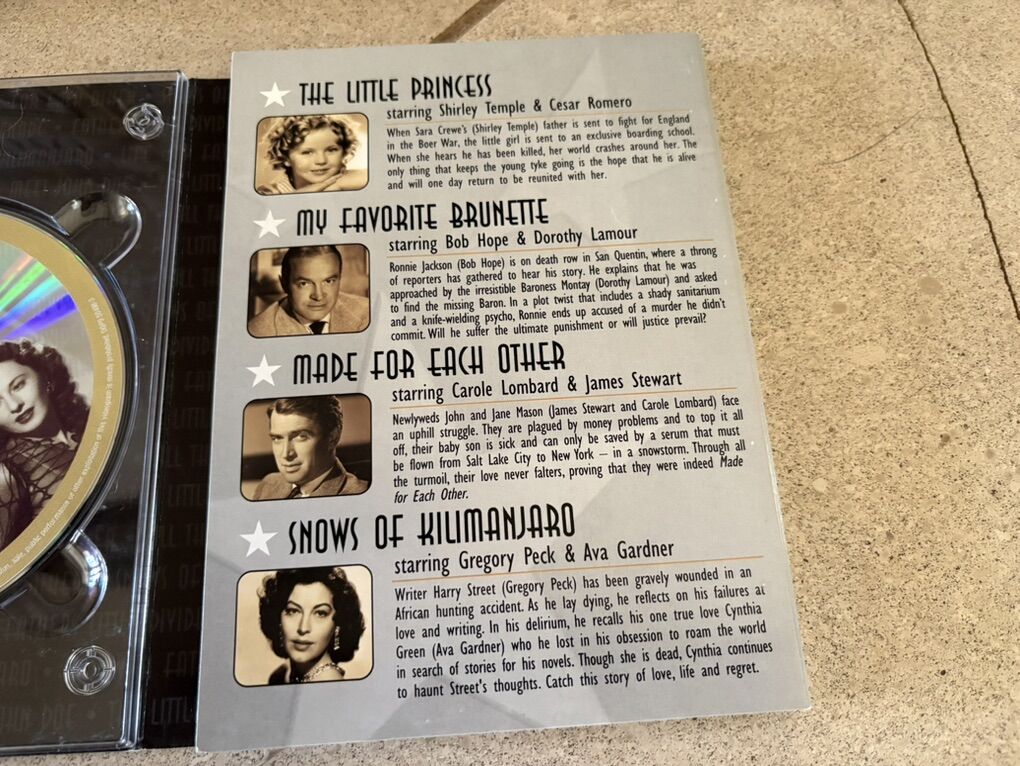 THE LITTLE PRINCESS
starring Shirley Temple & Cesar Romero
When Sara Crewe's (Shirley Temple) father is sent to fight for England
in the Boer War, the little girl is sent to an exclusive boarding school.
When she hears he has been killed, her world crashes around her. The
only thing that keeps the young tyke going is the hope that he is alive
and will one day return to be reunited with her.
MY FAVORITE BRUNETTE
starring Bob Hope & Dorothy Lamour
Ronnie Jackson (Bob Hope) is on death row in San Quentin, where a throng
of reporters has gathered to hear his story. He explains that he was
approached by the irresistible Baroness Montay (Dorothy Lamour) and asked
to find the missing Baron. In a plot twist that includes a shady sanitarium
and a knife-wielding psycho, Ronnie ends up accused of a murder he didn't
commit. Will he suffer the ultimate punishment or will justice prevail?
MADE FOR EACH OTHER
starring Carole Lombard & James Stewart
Newlyweds John and Jane Mason (James Stewart and Carole Lombard) face
an uphill struggle. They are plagued by money problems and to top it all
off, their baby son is sick and can only be saved by a serum that must
be flown from Salt Lake City to New York – in a snowstorm. Through all
the turmoil, their love never falters, proving that they were indeed Made
for Each Other.
SNOWS OF KILIMANJARO
starring Gregory Peck & Ava Gardner
Writer Harry Street (Gregory Peck) has been gravely wounded in an
African hunting accident. As he lay dying, he reflects on his failures at
love and writing. In his delirium, he recalls his one true love Cynthia
Green (Ava Gardner) who he lost in his obsession to roam the world
in search of stories for his novels. Though she is dead, Cynthia continues
to haunt Street's thoughts. Catch this story of love, life and regret.